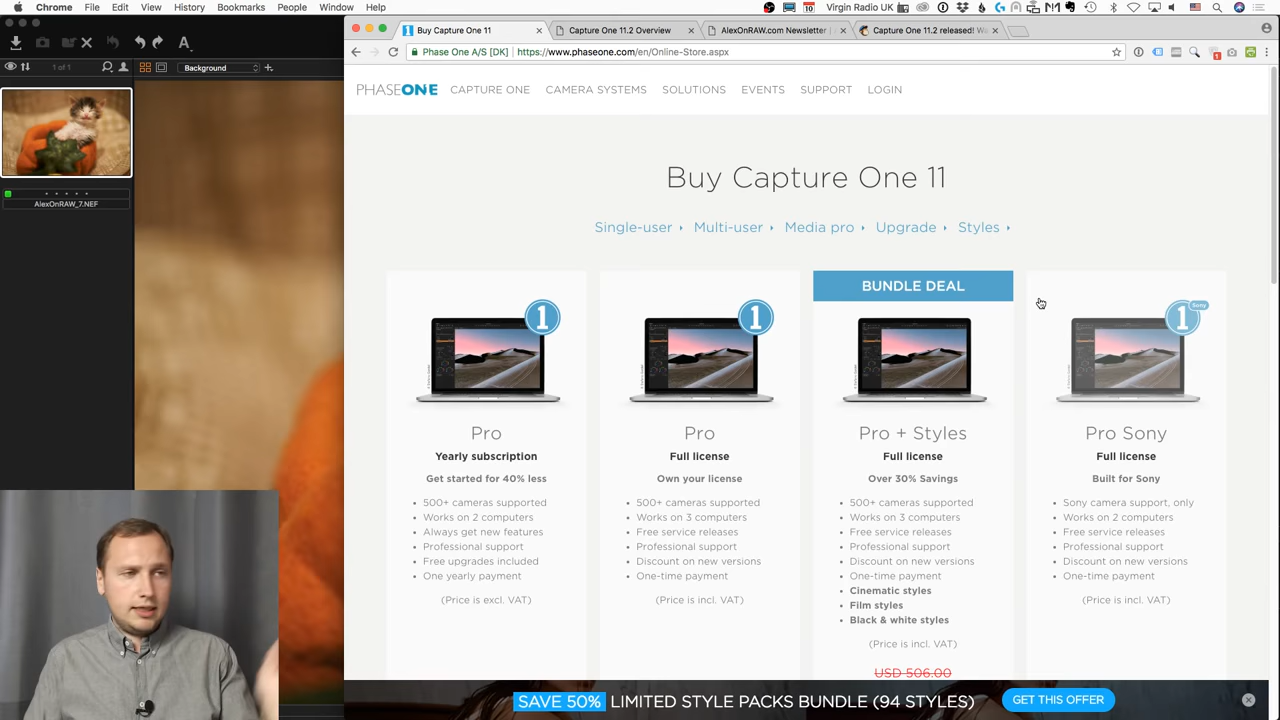 Chrome File Edit View History Bookmarks People Window Help
Virgin Radio UK
10
Buy Capture One 11
Capture One 11.2 Overview
AlexOnRAW.com Newsletter | A
Capture One 11.2 released! Wa
Phase One A/S [DK] https://www.phaseone.com/en/Online-Store.aspx
1
1 of 1
Background
AlexOnRAW_7.NEF
PHASEONE CAPTURE ONE CAMERA SYSTEMS SOLUTIONS EVENTS SUPPORT LOGIN
Buy Capture One 11
Single-user Multi-user Media pro Upgrade Styles
1
Pro
Yearly subscription
Get started for 40% less
500+ cameras supported
Works on 2 computers
Always get new features
Professional support
Free upgrades included
One yearly payment
(Price is excl. VAT)
1
Pro
Full license
Own your license
500+ cameras supported
Works on 3 computers
Free service releases
Professional support
Discount on new versions
One-time payment
(Price is incl. VAT)
BUNDLE DEAL
Pro + Styles
Full license
Over 30% Savings
500+ cameras supported
Works on 3 computers
Free service releases
Professional support
Discount on new versions
One-time payment
Cinematic styles
Film styles
Black & white styles
(Price is incl. VAT)
USD 506.00
1 Sony
Pro Sony
Full license
Built for Sony
Sony camera support, only
Works on 2 computers
Free service releases
Professional support
Discount on new versions
One-time payment
(Price is incl. VAT)
SAVE 50% LIMITED STYLE PACKS BUNDLE (94 STYLES) GET THIS OFFER